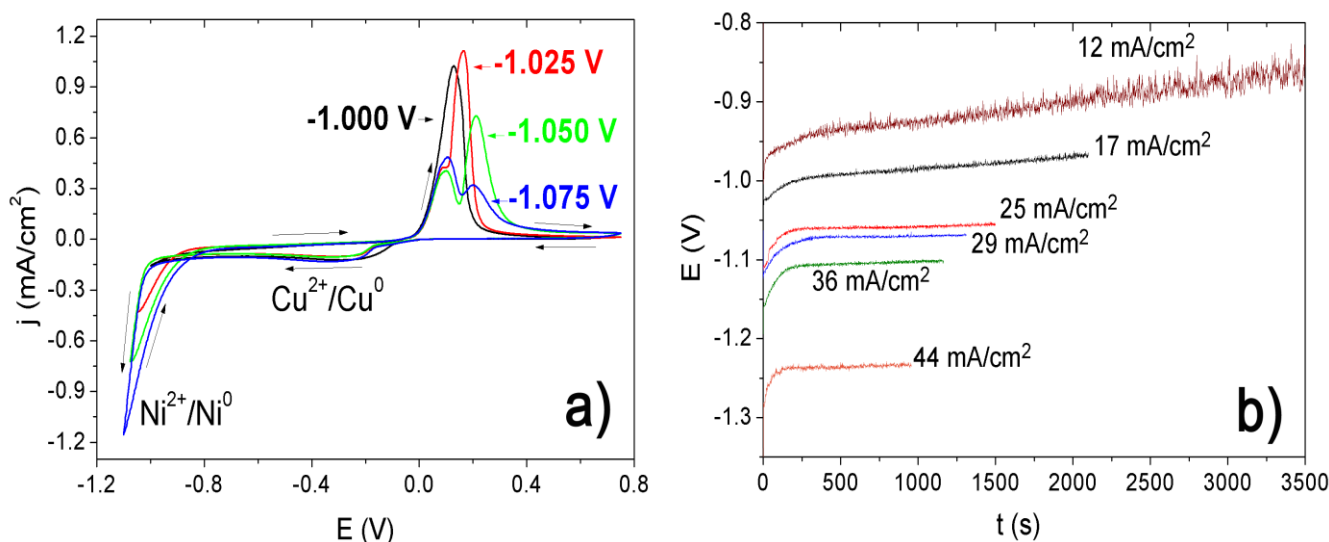 1.2
0.9
0.6
0.3
0.0
-0.3
-0.6
-0.9
-1.2
j (mA/cm²)
-1.025 V
-1.000 V
-1.050 V
-1.075 V
Cu²⁺/Cu⁰
Ni²⁺/Ni⁰
a)
-1.2 -0.8 -0.4 0.0 0.4 0.8
E (V)
-0.8
-0.9
-1.0
-1.1
-1.2
-1.3
E (V)
12 mA/cm²
17 mA/cm²
25 mA/cm²
29 mA/cm²
36 mA/cm²
44 mA/cm²
b)
0 500 1000 1500 2000 2500 3000 3500
t (s)